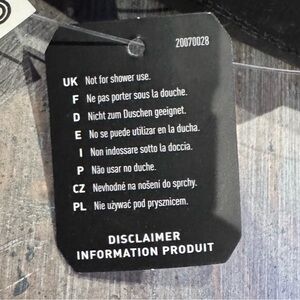 20070028
UK Not for shower use.
F Ne pas porter sous la douche.
D Nicht zum Duschen geeignet.
E No se puede utilizar en la ducha.
I Non indossare sotto la doccia.
P Não usar no duche.
CZ Nevhodné na nošení do sprchy.
PL Nie używać pod prysznicem.
DISCLAIMER
INFORMATION PRODUIT